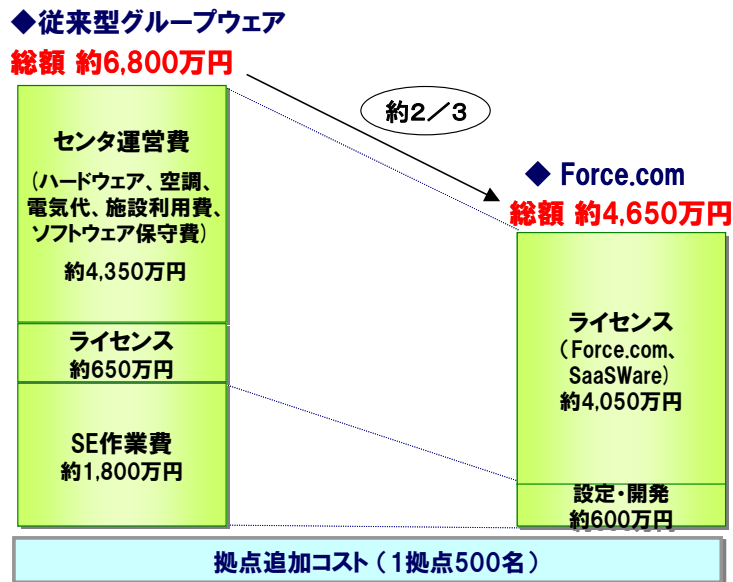 ◆従来型グループウェア
総額 約6,800万円
約2／3
センタ運営費
(ハードウェア、空調、
電気代、施設利用費、
ソフトウェア保守費)
約4,350万円
ライセンス
約650万円
SE作業費
約1,800万円
◆ Force.com
総額 約4,650万円
ライセンス
（Force.com、
SaaSWare)
約4,050万円
設定・開発
約600万円
拠点追加コスト（1拠点500名）